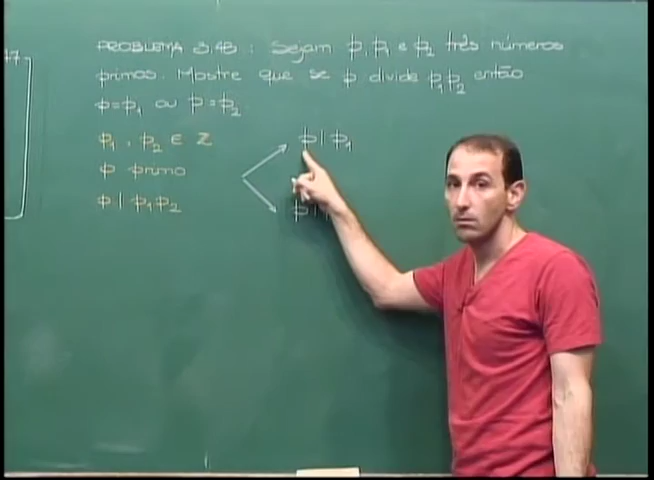 17
PROBLEMA 3.48 : Sejam p, p₁ e p₂ três números
primos. Mostre que se p divide p₁p₂ então
p=p₁ ou p=p₂.
p₁, p₂ ∈ Z
p | p₁
p primo
p | p₁p₂
p |